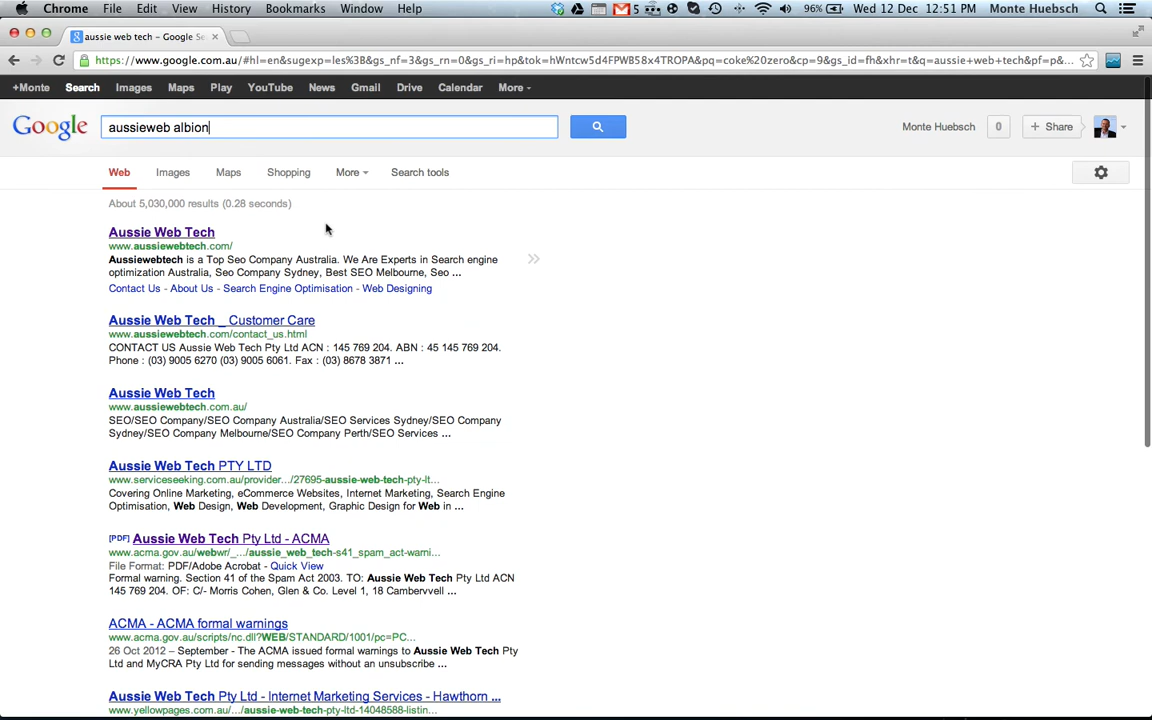 Chrome File Edit View History Bookmarks Window Help 5 96% Wed 12 Dec 12:51 PM Monte Huebsch
aussie web tech - Google Se
https://www.google.com.au/#hl=en&sugexp=les%3B&gs_nf=3&gs_rn=0&gs_ri=hp&tok=hWntcw5d4FPWB58x4TROPA&pq=coke%20zero&cp=9&gs_id=fh&xhr=t&q=aussie+web+tech&pf=p&...
+Monte Search Images Maps Play YouTube News Gmail Drive Calendar More
Google aussieweb albion Monte Huebsch 0 + Share
Web Images Maps Shopping More Search tools
About 5,030,000 results (0.28 seconds)
Aussie Web Tech
www.aussiewebtech.com/
Aussiewebtech is a Top Seo Company Australia. We Are Experts in Search engine
optimization Australia, Seo Company Sydney, Best SEO Melbourne, Seo ...
Contact Us - About Us - Search Engine Optimisation - Web Designing
Aussie Web Tech _ Customer Care
www.aussiewebtech.com/contact_us.html
CONTACT US Aussie Web Tech Pty Ltd ACN : 145 769 204. ABN : 45 145 769 204.
Phone : (03) 9005 6270 (03) 9005 6061. Fax : (03) 8678 3871 ...
Aussie Web Tech
www.aussiewebtech.com.au/
SEO/SEO Company/SEO Company Australia/SEO Services Sydney/SEO Company
Sydney/SEO Company Melbourne/SEO Company Perth/SEO Services ...
Aussie Web Tech PTY LTD
www.serviceseeking.com.au/provider.../27695-aussie-web-tech-pty-lt...
Covering Online Marketing, eCommerce Websites, Internet Marketing, Search Engine
Optimisation, Web Design, Web Development, Graphic Design for Web in ...
[PDF] Aussie Web Tech Pty Ltd - ACMA
www.acma.gov.au/webwr/_.../aussie_web_tech-s41_spam_act-warni...
File Format: PDF/Adobe Acrobat - Quick View
Formal warning. Section 41 of the Spam Act 2003. TO: Aussie Web Tech Pty Ltd ACN
145 769 204. OF: C/- Morris Cohen, Glen & Co. Level 1, 18 Cambervvell ...
ACMA - ACMA formal warnings
www.acma.gov.au/scripts/nc.dll?WEB/STANDARD/1001/pc=PC...
26 Oct 2012 – September - The ACMA issued formal warnings to Aussie Web Tech Pty
Ltd and MyCRA Pty Ltd for sending messages without an unsubscribe ...
Aussie Web Tech Pty Ltd - Internet Marketing Services - Hawthorn ...
www.yellowpages.com.au/.../aussie-web-tech-pty-ltd-14048588-listin...